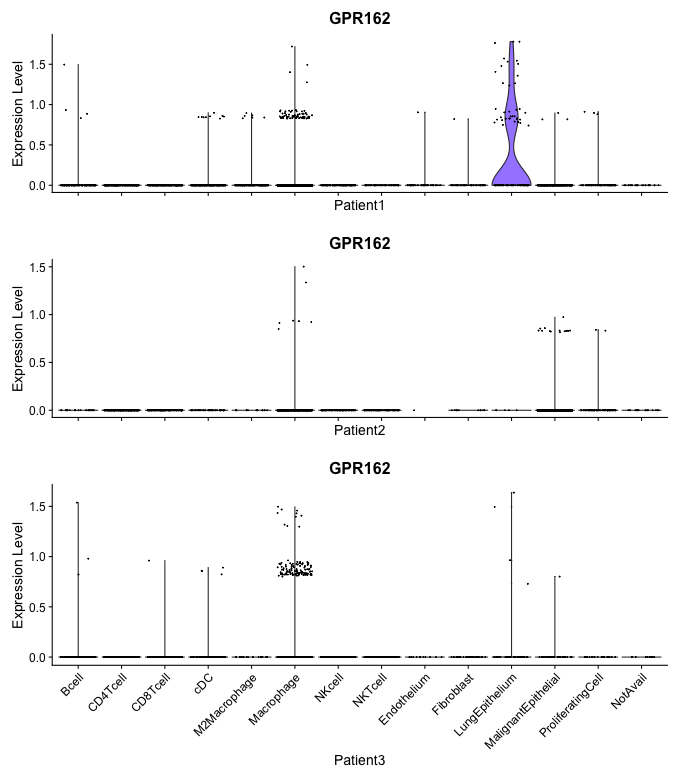 GPR162
Expression Level
1.5
1.0
0.5
0.0
Patient1
GPR162
Expression Level
1.5
1.0
0.5
0.0
Patient2
GPR162
Expression Level
1.5
1.0
0.5
0.0
Bcell
CD4Tcell
CD8Tcell
cDC
M2Macrophage
Macrophage
NKcell
NKTcell
Endothelium
Fibroblast
LungEpithelium
MalignantEpithelial
ProliferatingCell
NotAvail
Patient3